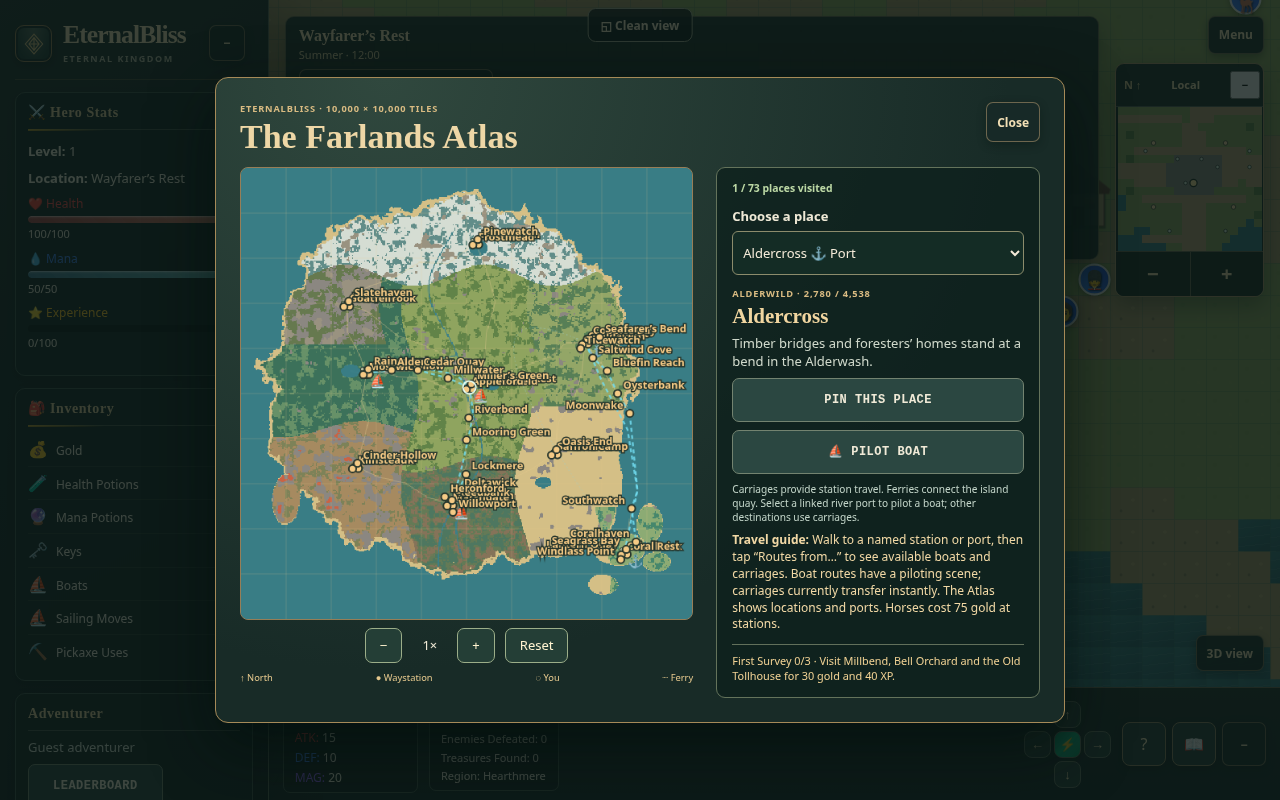 EternalBliss
ETERNAL KINGDOM
−
Hero Stats
Level: 1
Location: Wayfarer's Rest
Health
100/100
Mana
50/50
Experience
0/100
Inventory
Gold
Health Potions
Mana Potions
Keys
Boats
Sailing Moves
Pickaxe Uses
Adventurer
Guest adventurer
LEADERBOARD
Wayfarer's Rest
Summer · 12:00
Clean view
Menu
N ↑ Local −
− +
3D view
ATK: 15
DEF: 10
MAG: 20
Enemies Defeated: 0
Treasures Found: 0
Region: Hearthmere
? −
ETERNALBLISS · 10,000 × 10,000 TILES
The Farlands Atlas
Close
Pinewatch
Slatehaven
Seafarer's Bend
Tidewatch
Saltwind Cove
Bluefin Reach
Cedar Quay
Millwater
Miller's Green
Oysterbank
Moonwake
Riverbend
Mooring Green
Oasis End
Cinder Hollow
Lockmere
Heronford
Willowport
Southwatch
Coralhaven
Seagrass Bay
Windlass Point
− 1× + Reset
↑ North
● Waystation
○ You
┄ Ferry
1 / 73 places visited
Choose a place
Aldercross ⚓ Port
ALDERWILD · 2,780 / 4,538
Aldercross
Timber bridges and foresters' homes stand at a
bend in the Alderwash.
PIN THIS PLACE
PILOT BOAT
Carriages provide station travel. Ferries connect the island
quay. Select a linked river port to pilot a boat; other
destinations use carriages.
Travel guide: Walk to a named station or port, then
tap “Routes from…” to see available boats and
carriages. Boat routes have a piloting scene;
carriages currently transfer instantly. The Atlas
shows locations and ports. Horses cost 75 gold at
stations.
First Survey 0/3 · Visit Millbend, Bell Orchard and the Old
Tollhouse for 30 gold and 40 XP.